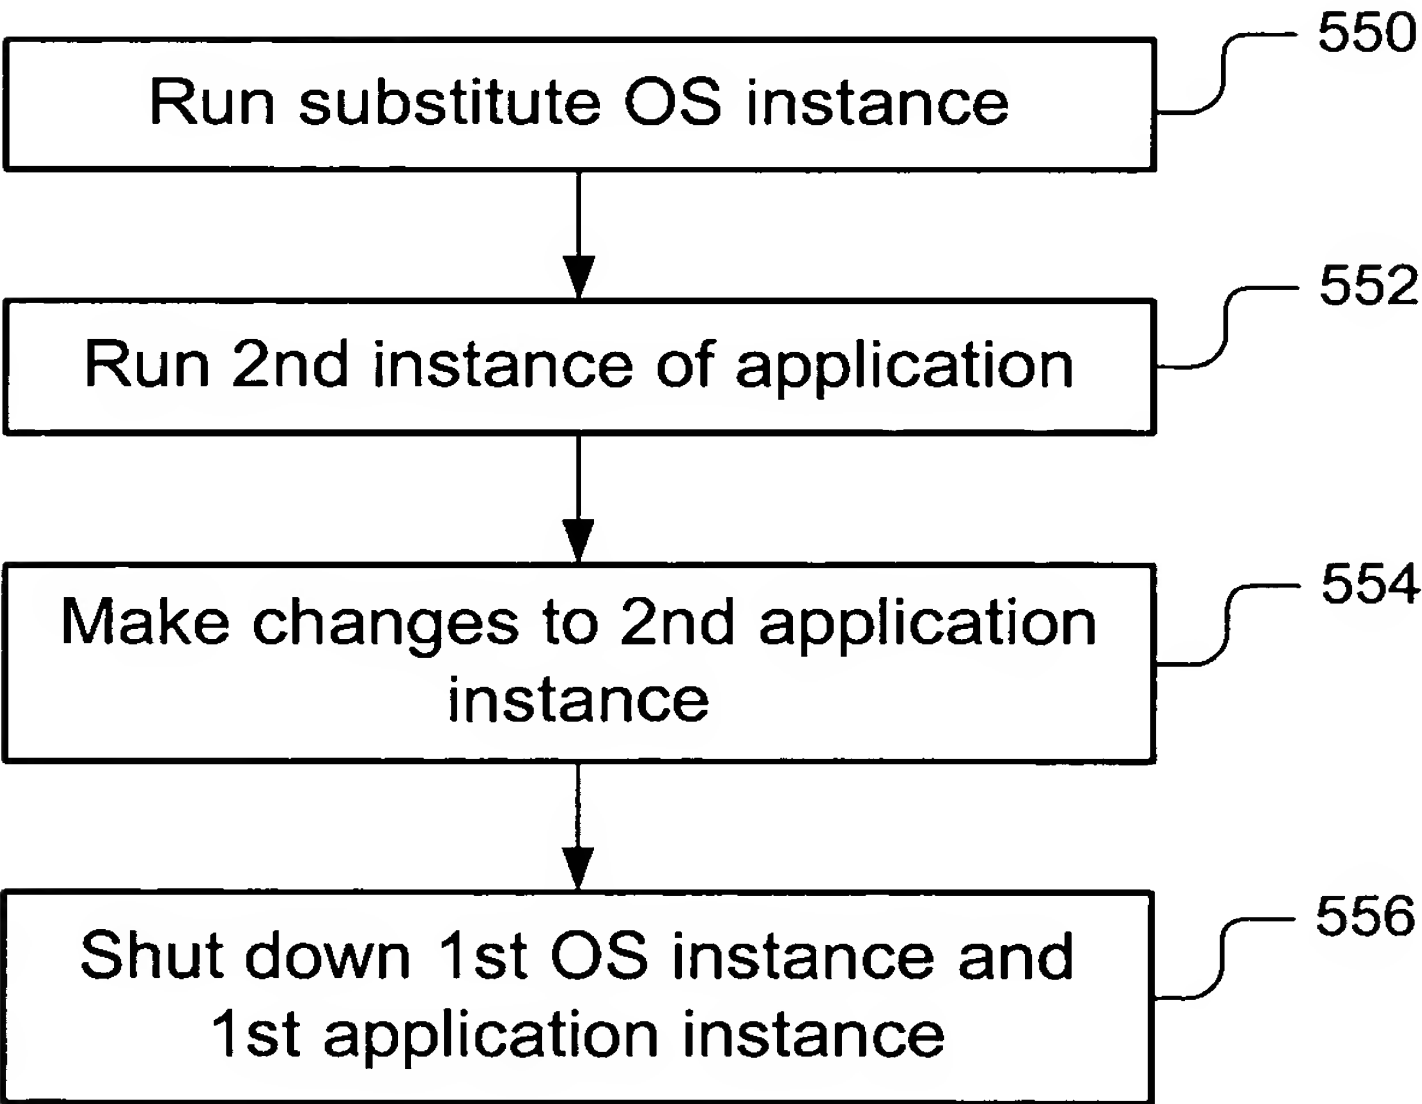 550
Run substitute OS instance
552
Run 2nd instance of application
554
Make changes to 2nd application
instance
556
Shut down 1st OS instance and
1st application instance